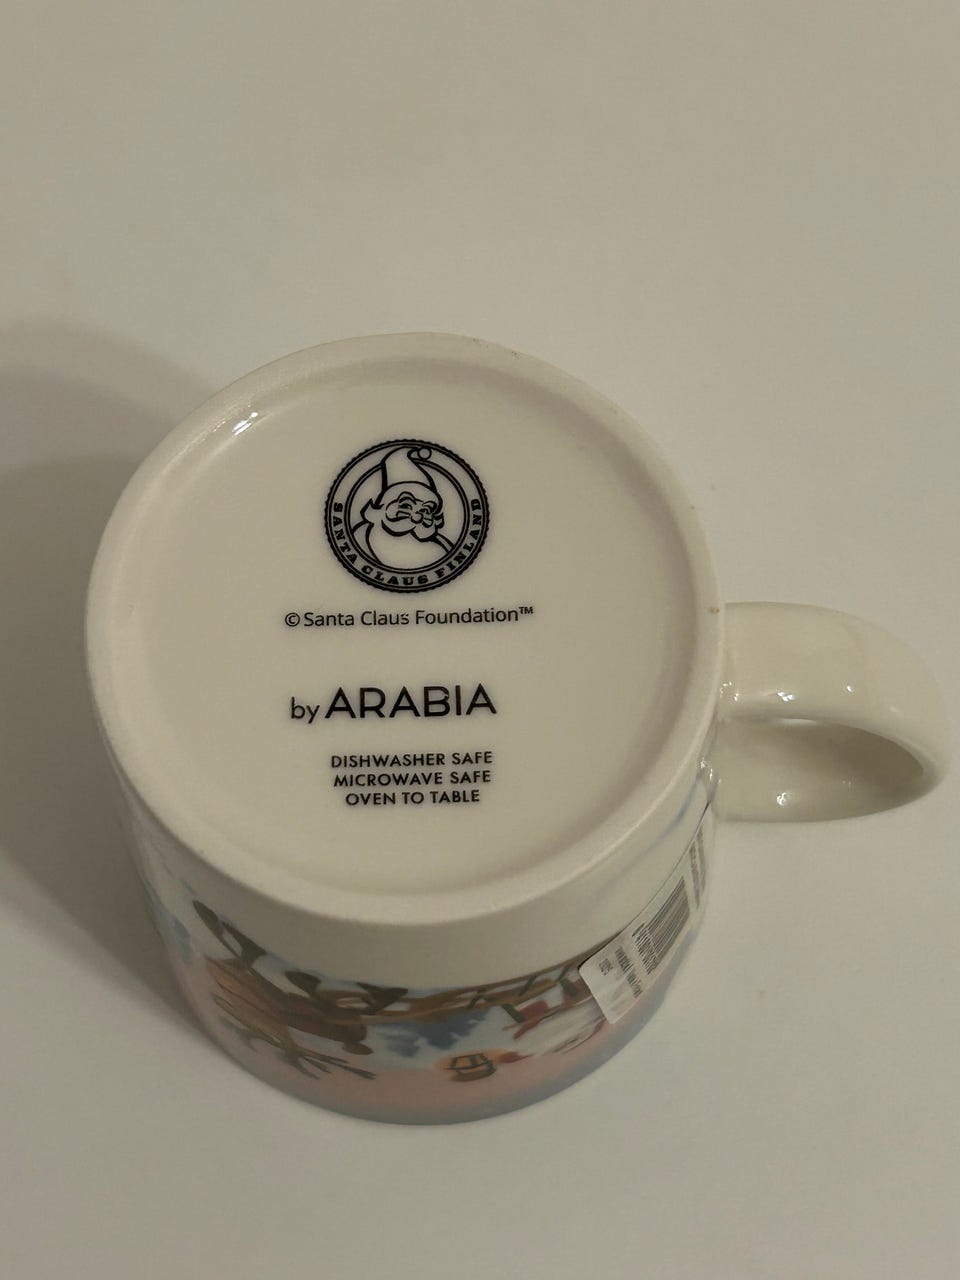 SANTA CLAUS FINLAND
© Santa Claus Foundation™
by ARABIA
DISHWASHER SAFE
MICROWAVE SAFE
OVEN TO TABLE